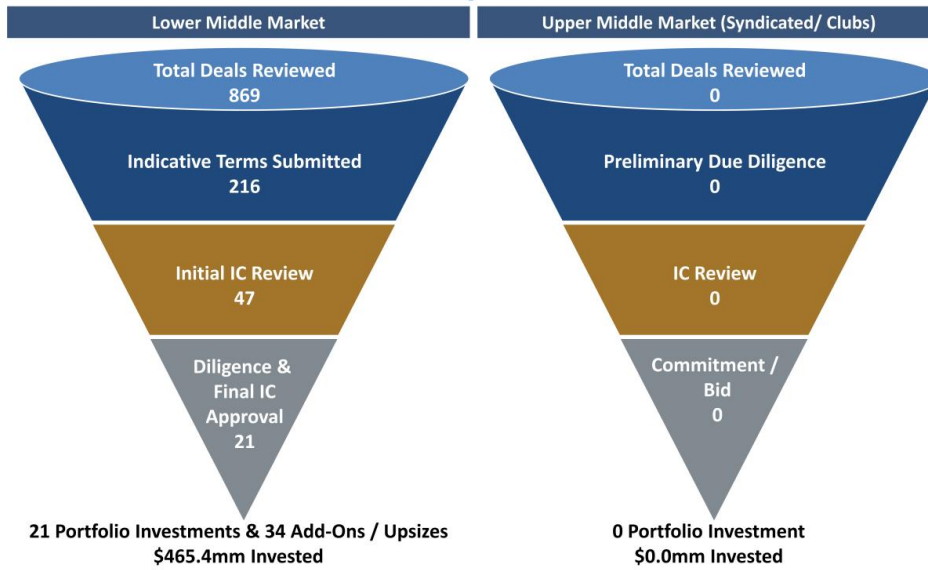 Lower Middle Market
Total Deals Reviewed
869
Indicative Terms Submitted
216
Initial IC Review
47
Diligence &
Final IC
Approval
21
21 Portfolio Investments & 34 Add-Ons / Upsizes
$465.4mm Invested
Upper Middle Market (Syndicated/ Clubs)
Total Deals Reviewed
0
Preliminary Due Diligence
0
IC Review
0
Commitment /
Bid
0
0 Portfolio Investment
$0.0mm Invested